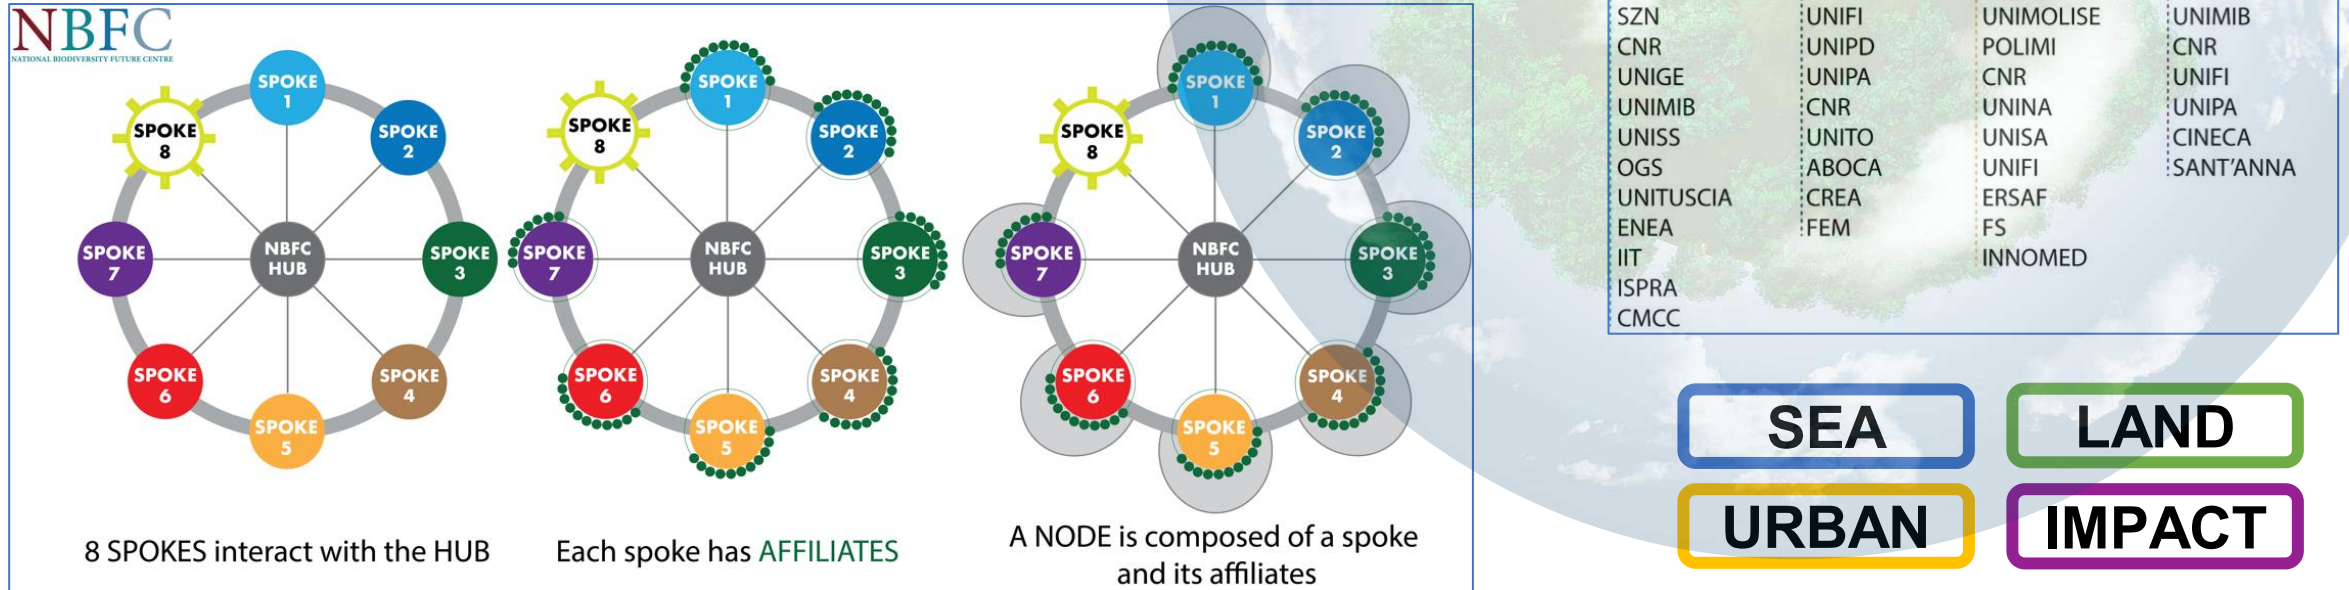 NBFC
NATIONAL BIODIVERSITY FUTURE CENTRE
SPOKE
1
SPOKE
2
SPOKE
3
SPOKE
4
SPOKE
5
SPOKE
6
SPOKE
7
SPOKE
8
NBFC
HUB
8 SPOKES interact with the HUB
SPOKE
1
SPOKE
2
SPOKE
3
SPOKE
4
SPOKE
5
SPOKE
6
SPOKE
7
SPOKE
8
NBFC
HUB
Each spoke has AFFILIATES
SPOKE
1
SPOKE
2
SPOKE
3
SPOKE
4
SPOKE
5
SPOKE
6
SPOKE
7
SPOKE
8
NBFC
HUB
A NODE is composed of a spoke
and its affiliates
SZN
CNR
UNIGE
UNIMIB
UNISS
OGS
UNITUSCIA
ENEA
IIT
ISPRA
CMCC
UNIFI
UNIPD
UNIPA
CNR
UNITO
ABOCA
CREA
FEM
UNIMOLISE
POLIMI
CNR
UNINA
UNISA
UNIFI
ERSAF
FS
INNOMED
UNIMIB
CNR
UNIFI
UNIPA
CINECA
SANT'ANNA
SEA
LAND
URBAN
IMPACT